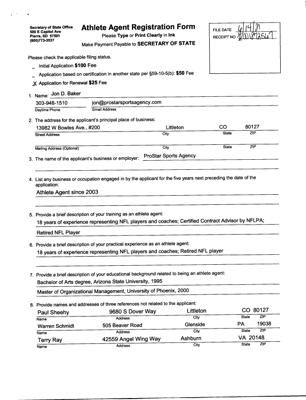 Secretary of State Office
500 E Capitol Ave
Pierre, SD 57501
(605)773-3537
Athlete Agent Registration Form
Please Type or Print Clearly in Ink
Make Payment Payable to SECRETARY OF STATE
FILE DATE
RECEIPT NO
Please check the applicable filing status.
Initial Application $100 Fee
Application based on certification in another state per §59-10-5(b): $50 Fee
X Application for Renewal $25 Fee
1. Name: Jon D. Baker
303-948-1510 jon@prostarsportsagency.com
Daytime Phone Email Address
2. The address for the applicant's principal place of business:
13982 W Bowles Ave., #200 Littleton CO 80127
Street Address City State ZIP
Mailing Address (Optional) City State ZIP
3. The name of the applicant's business or employer: ProStar Sports Agency
4. List any business or occupation engaged in by the applicant for the five years next preceding the date of the
application:
Athlete Agent since 2003
5. Provide a brief description of your training as an athlete agent:
18 years of experience representing NFL players and coaches; Certified Contract Advisor by NFLPA;
Retired NFL Player
6. Provide a brief description of your practical experience as an athlete agent:
18 years of experience representing NFL players and coaches; Retired NFL player
7. Provide a brief description of your educational background related to being an athlete agent:
Bachelor of Arts degree, Arizona State University, 1995
Master of Organizational Management, University of Phoenix, 2000
8. Provide names and addresses of three references not related to the applicant:
Paul Sheehy 9680 S Dover Way Littleton CO 80127
Name Address City State ZIP
Warren Schmidt 505 Beaver Road Glenside PA 19038
Name Address City State ZIP
Terry Ray 42559 Angel Wing Way Ashburn VA 20148
Name Address City State ZIP